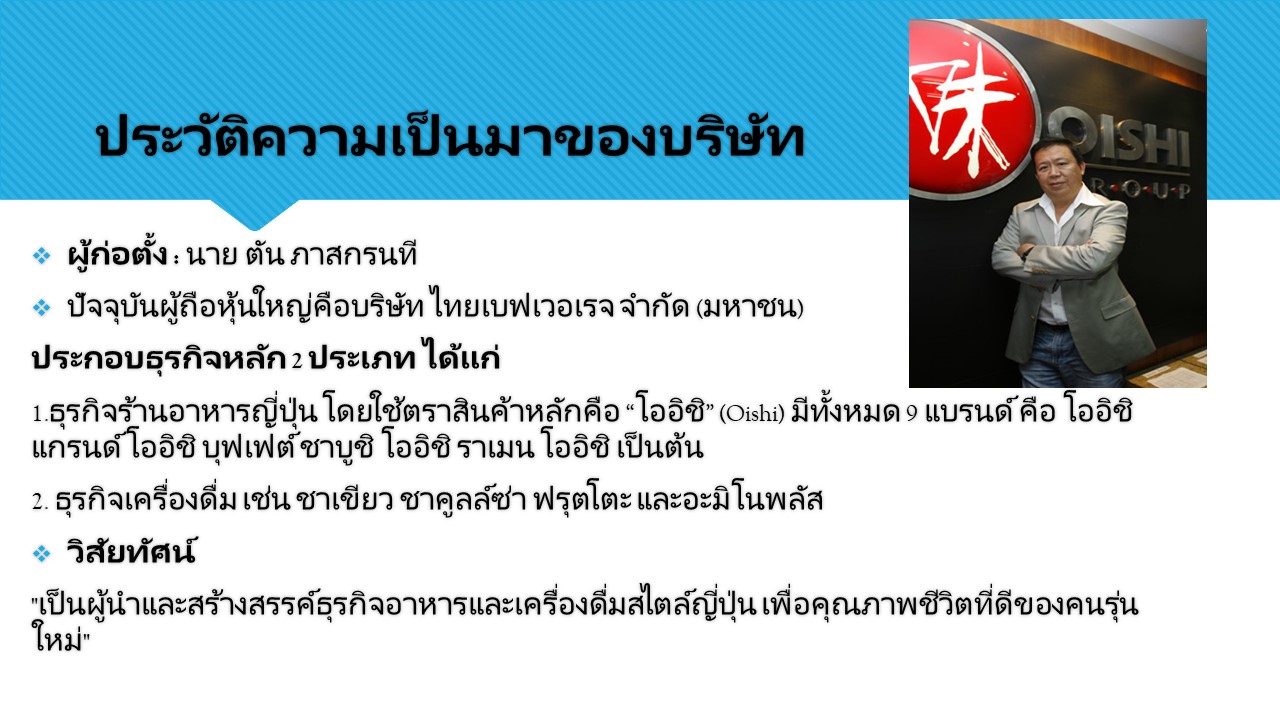 ประวัติความเป็นมาของบริษัท
味
OISHI
GROUP
ผู้ก่อตั้ง : นาย ตัน ภาสกรนที
ปัจจุบันผู้ถือหุ้นใหญ่คือบริษัท ไทยเบฟเวอเรจ จำกัด (มหาชน)
ประกอบธุรกิจหลัก 2 ประเภท ได้แก่
1.ธุรกิจร้านอาหารญี่ปุ่น โดยใช้ตราสินค้าหลักคือ “โออิชิ” (Oishi) มีทั้งหมด 9 แบรนด์ คือ โออิชิ
แกรนด์ โออิชิ บุฟเฟต์ ชาบูชิ โออิชิ ราเมน โออิชิ เป็นต้น
2. ธุรกิจเครื่องดื่ม เช่น ชาเขียว ชาคูลล์ซ่า ฟรุตโตะ และอะมิโนพลัส
วิสัยทัศน์
"เป็นผู้นำและสร้างสรรค์ธุรกิจอาหารและเครื่องดื่มสไตล์ญี่ปุ่น เพื่อคุณภาพชีวิตที่ดีของคนรุ่น
ใหม่"